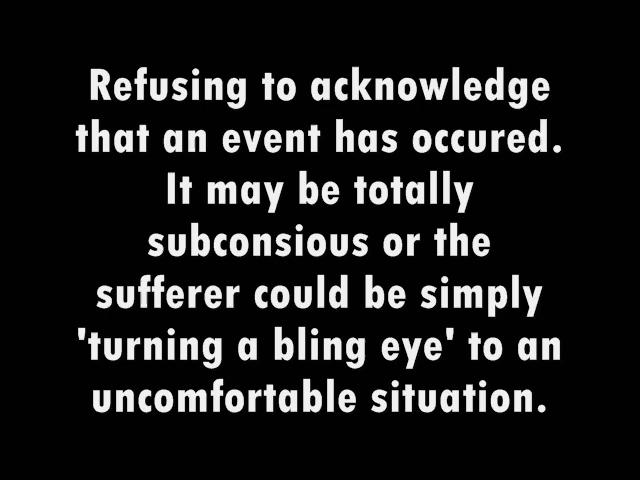 Refusing to acknowledge
that an event has occured.
It may be totally
subconsious or the
sufferer could be simply
'turning a bling eye' to an
uncomfortable situation.